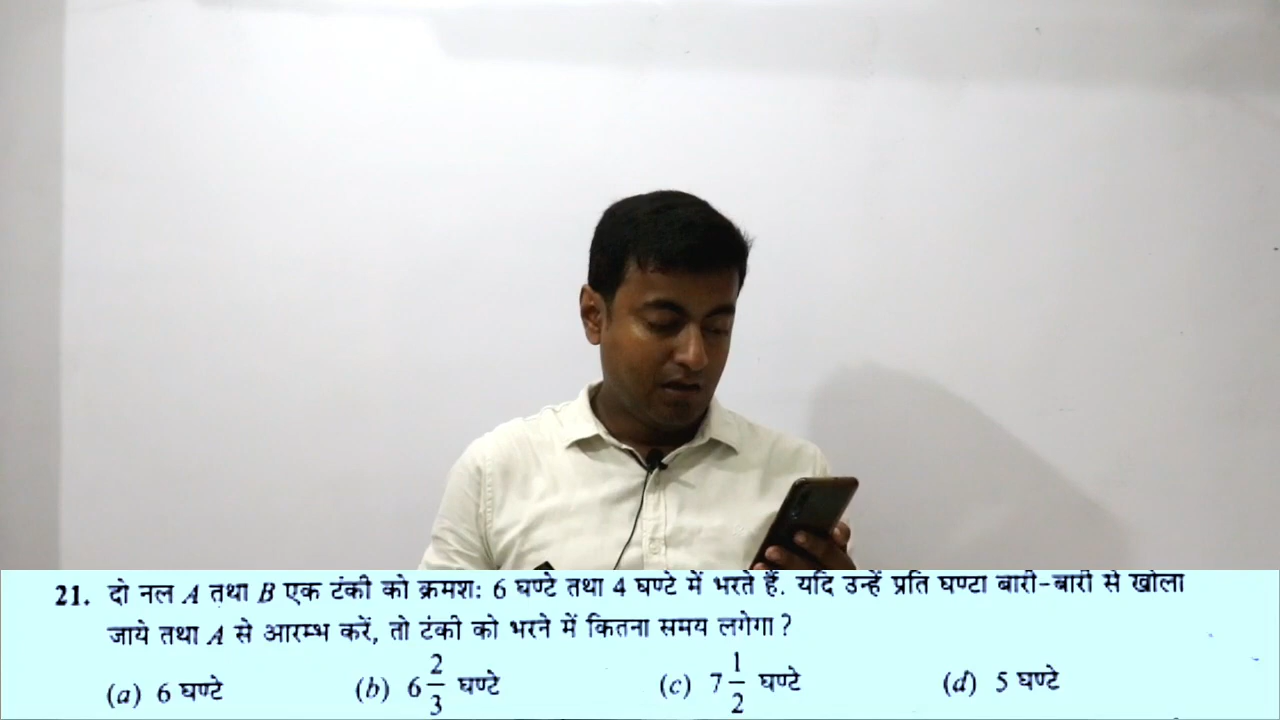 21. दो नल A तथा B एक टंकी को क्रमश: 6 घण्टे तथा 4 घण्टे में भरते हैं. यदि उन्हें प्रति घण्टा बारी-बारी से खोला
जाये तथा A से आरम्भ करें, तो टंकी को भरने में कितना समय लगेगा ?
(a) 6 घण्टे (b) 6 2/3 घण्टे (c) 7 1/2 घण्टे (d) 5 घण्टे